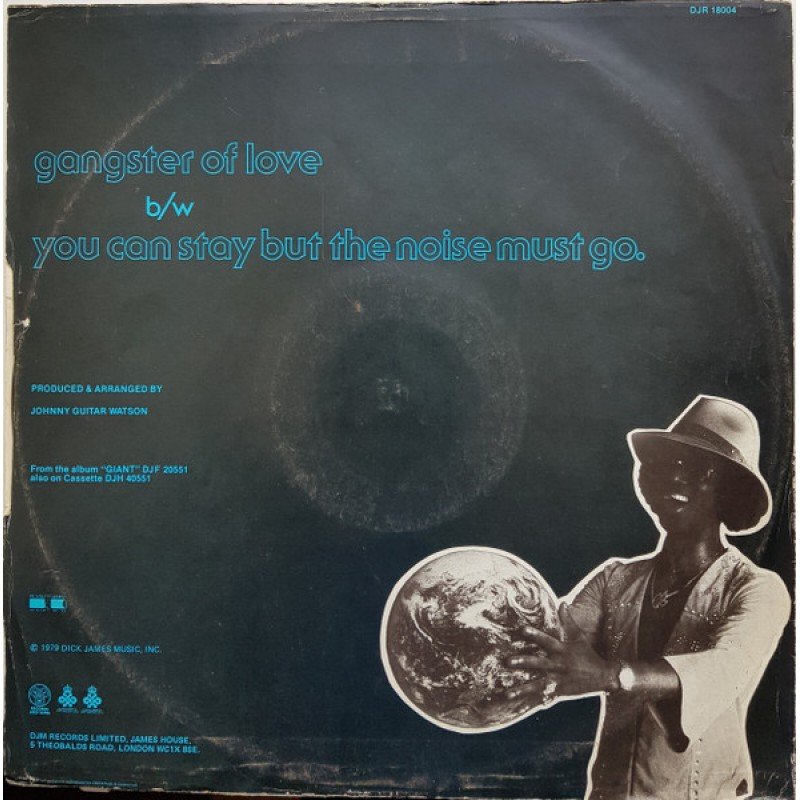 DJR 18004
gangster of love
b/w
you can stay but the noise must go.
PRODUCED & ARRANGED BY
JOHNNY GUITAR WATSON
From the album "GIANT" DJF 20551
also on Cassette DJH 40551
© 1979 DICK JAMES MUSIC, INC.
DJM RECORDS LIMITED, JAMES HOUSE,
5 THEOBALDS ROAD, LONDON WC1X 8SE.